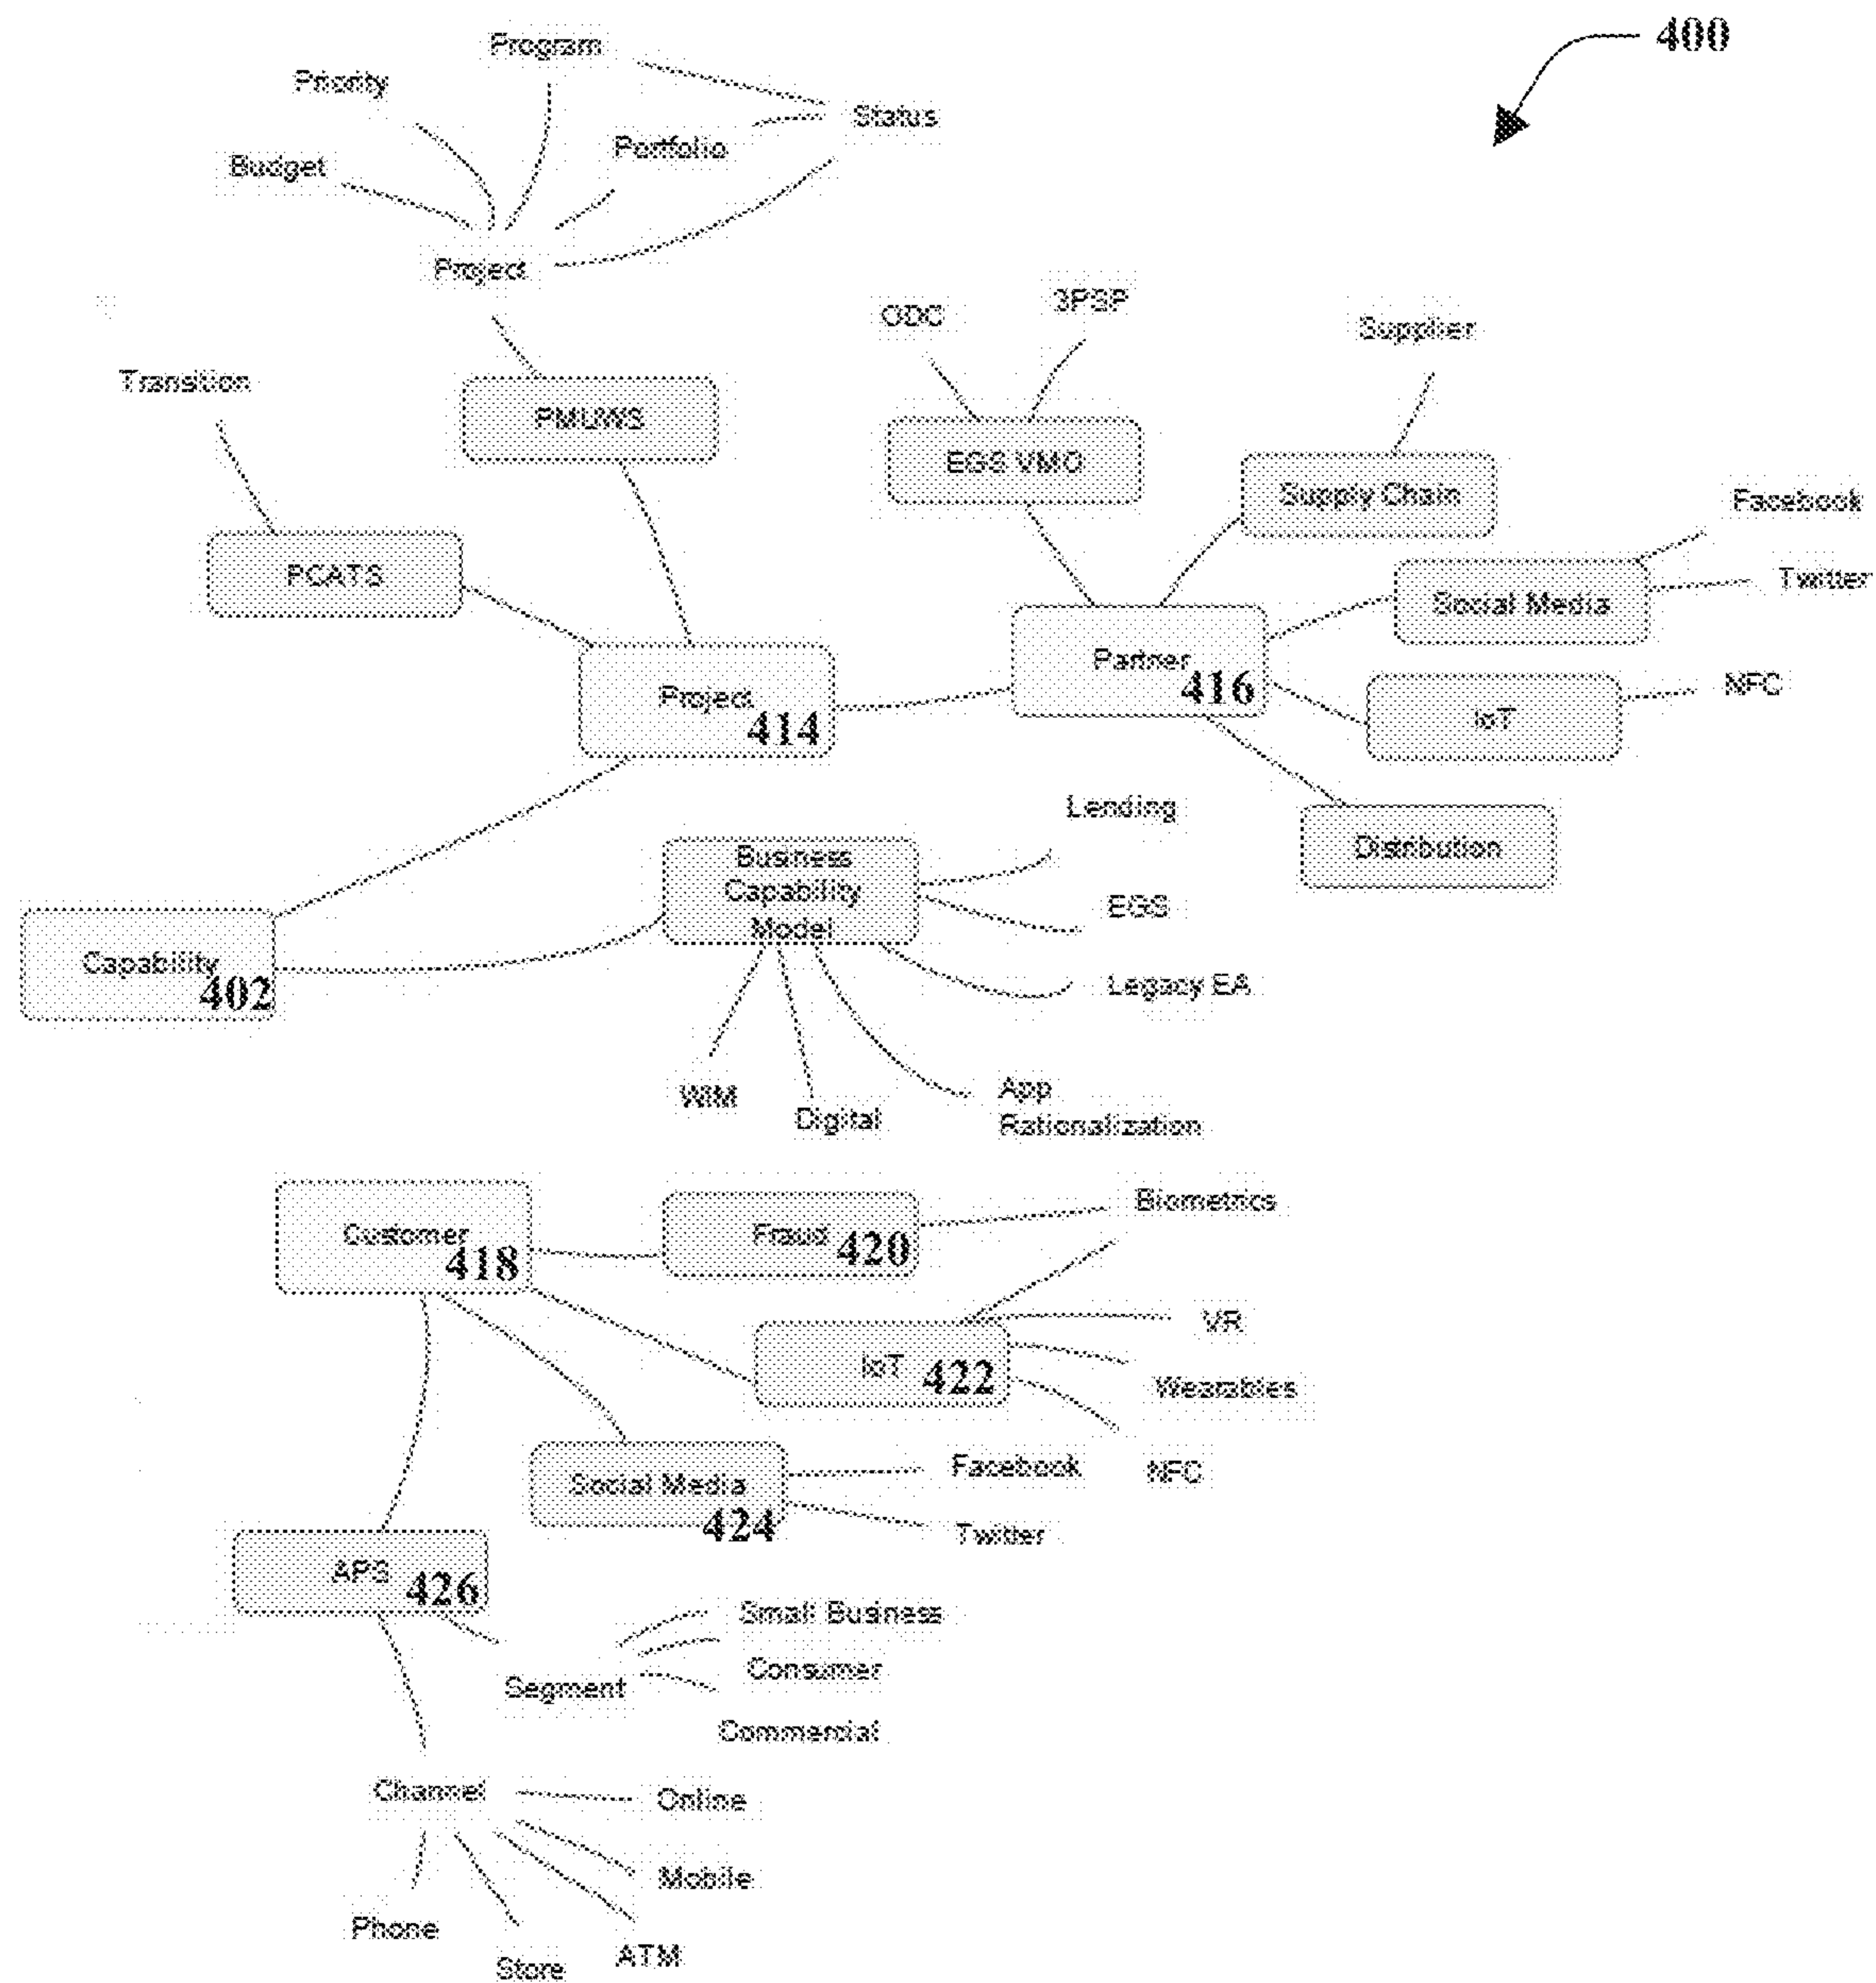 400
Program
Priority
Status
Portfolio
Budget
Project
3PSP
ODC
Supplier
Transition
PMUWS
EGS VMO
Supply Chain
Facebook
PCATS
Twitter
Social Media
Partner
416
Project
414
NFC
IoT
Lending
Distribution
Business
Capability
Model
EGS
Capability
402
Legacy EA
WIM
Digital
App
Rationalization
Customer
418
Fraud
420
Biometrics
VR
IoT
422
Wearables
Social Media
424
Facebook
NFC
Twitter
APS
426
Small Business
Consumer
Segment
Commercial
Channel
Online
Mobile
Phone
Store
ATM